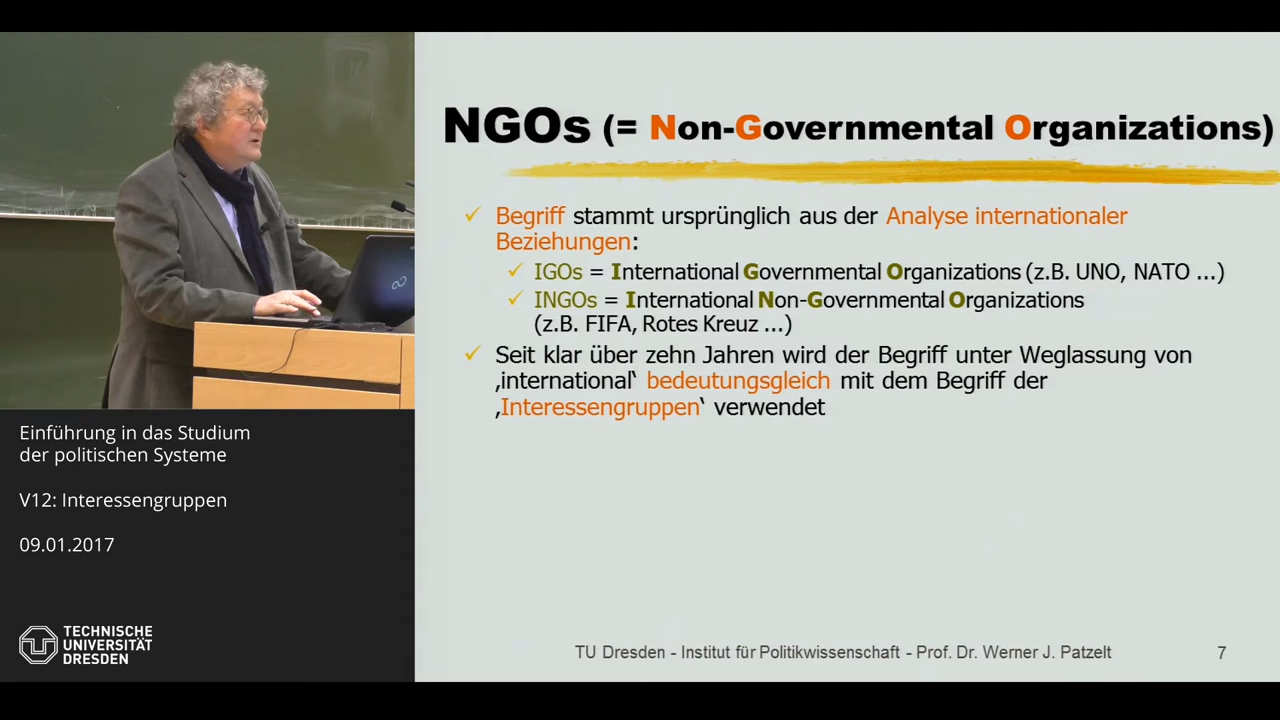 NGOs (= Non-Governmental Organizations)
Begriff stammt ursprünglich aus der Analyse internationaler
Beziehungen:
IGOs = International Governmental Organizations (z.B. UNO, NATO ...)
INGOs = International Non-Governmental Organizations
(z.B. FIFA, Rotes Kreuz ...)
Seit klar über zehn Jahren wird der Begriff unter Weglassung von
‚international‘ bedeutungsgleich mit dem Begriff der
‚Interessengruppen‘ verwendet
Einführung in das Studium
der politischen Systeme
V12: Interessengruppen
09.01.2017
TECHNISCHE
UNIVERSITÄT
DRESDEN
TU Dresden - Institut für Politikwissenschaft - Prof. Dr. Werner J. Patzelt
7